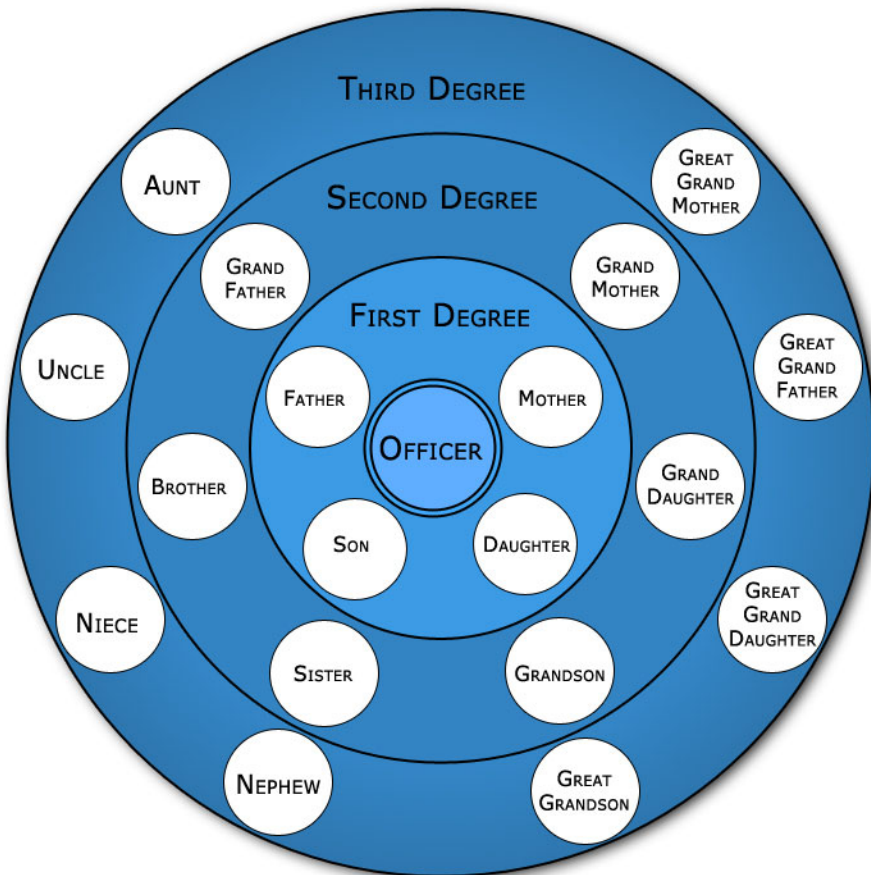 Third Degree
Aunt
Great
Grand
Mother
Second Degree
Grand
Father
Grand
Mother
First Degree
Uncle
Great
Grand
Father
Father
Mother
Officer
Brother
Grand
Daughter
Son
Daughter
Niece
Great
Grand
Daughter
Sister
Grandson
Nephew
Great
Grandson